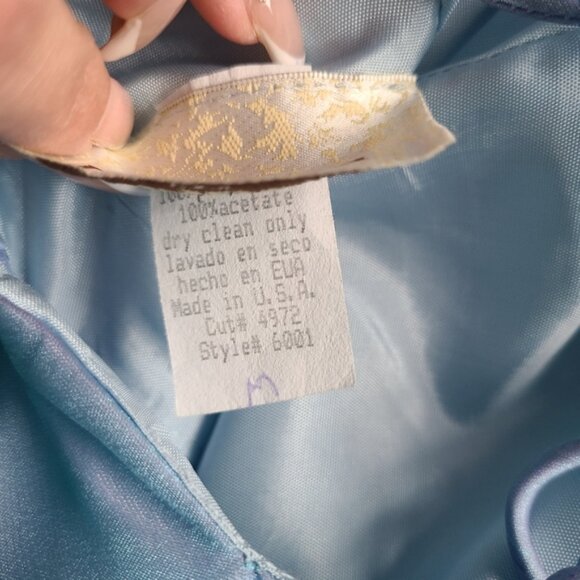 100%acetate
dry clean only
lavado en seco
hecho en EUA
Made in U.S.A.
Cut# 4972
Style# 6001